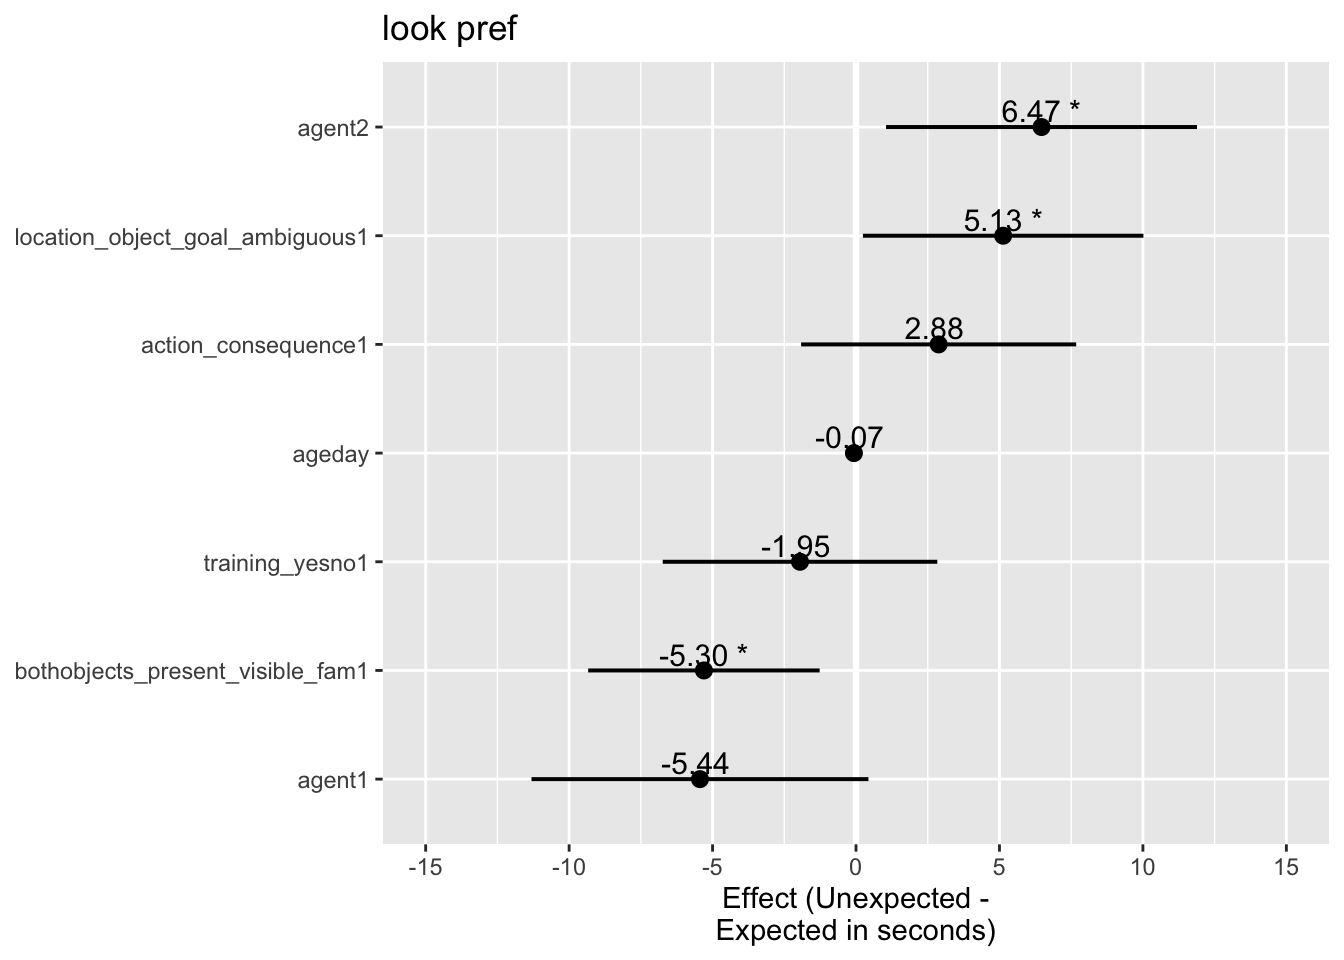 look pref
agent2
6.47 *
location_object_goal_ambiguous1
5.13 *
action_consequence1
2.88
ageday
-0.07
training_yesno1
-1.95
bothobjects_present_visible_fam1
-5.30 *
agent1
-5.44
-15 -10 -5 0 5 10 15
Effect (Unexpected -
Expected in seconds)